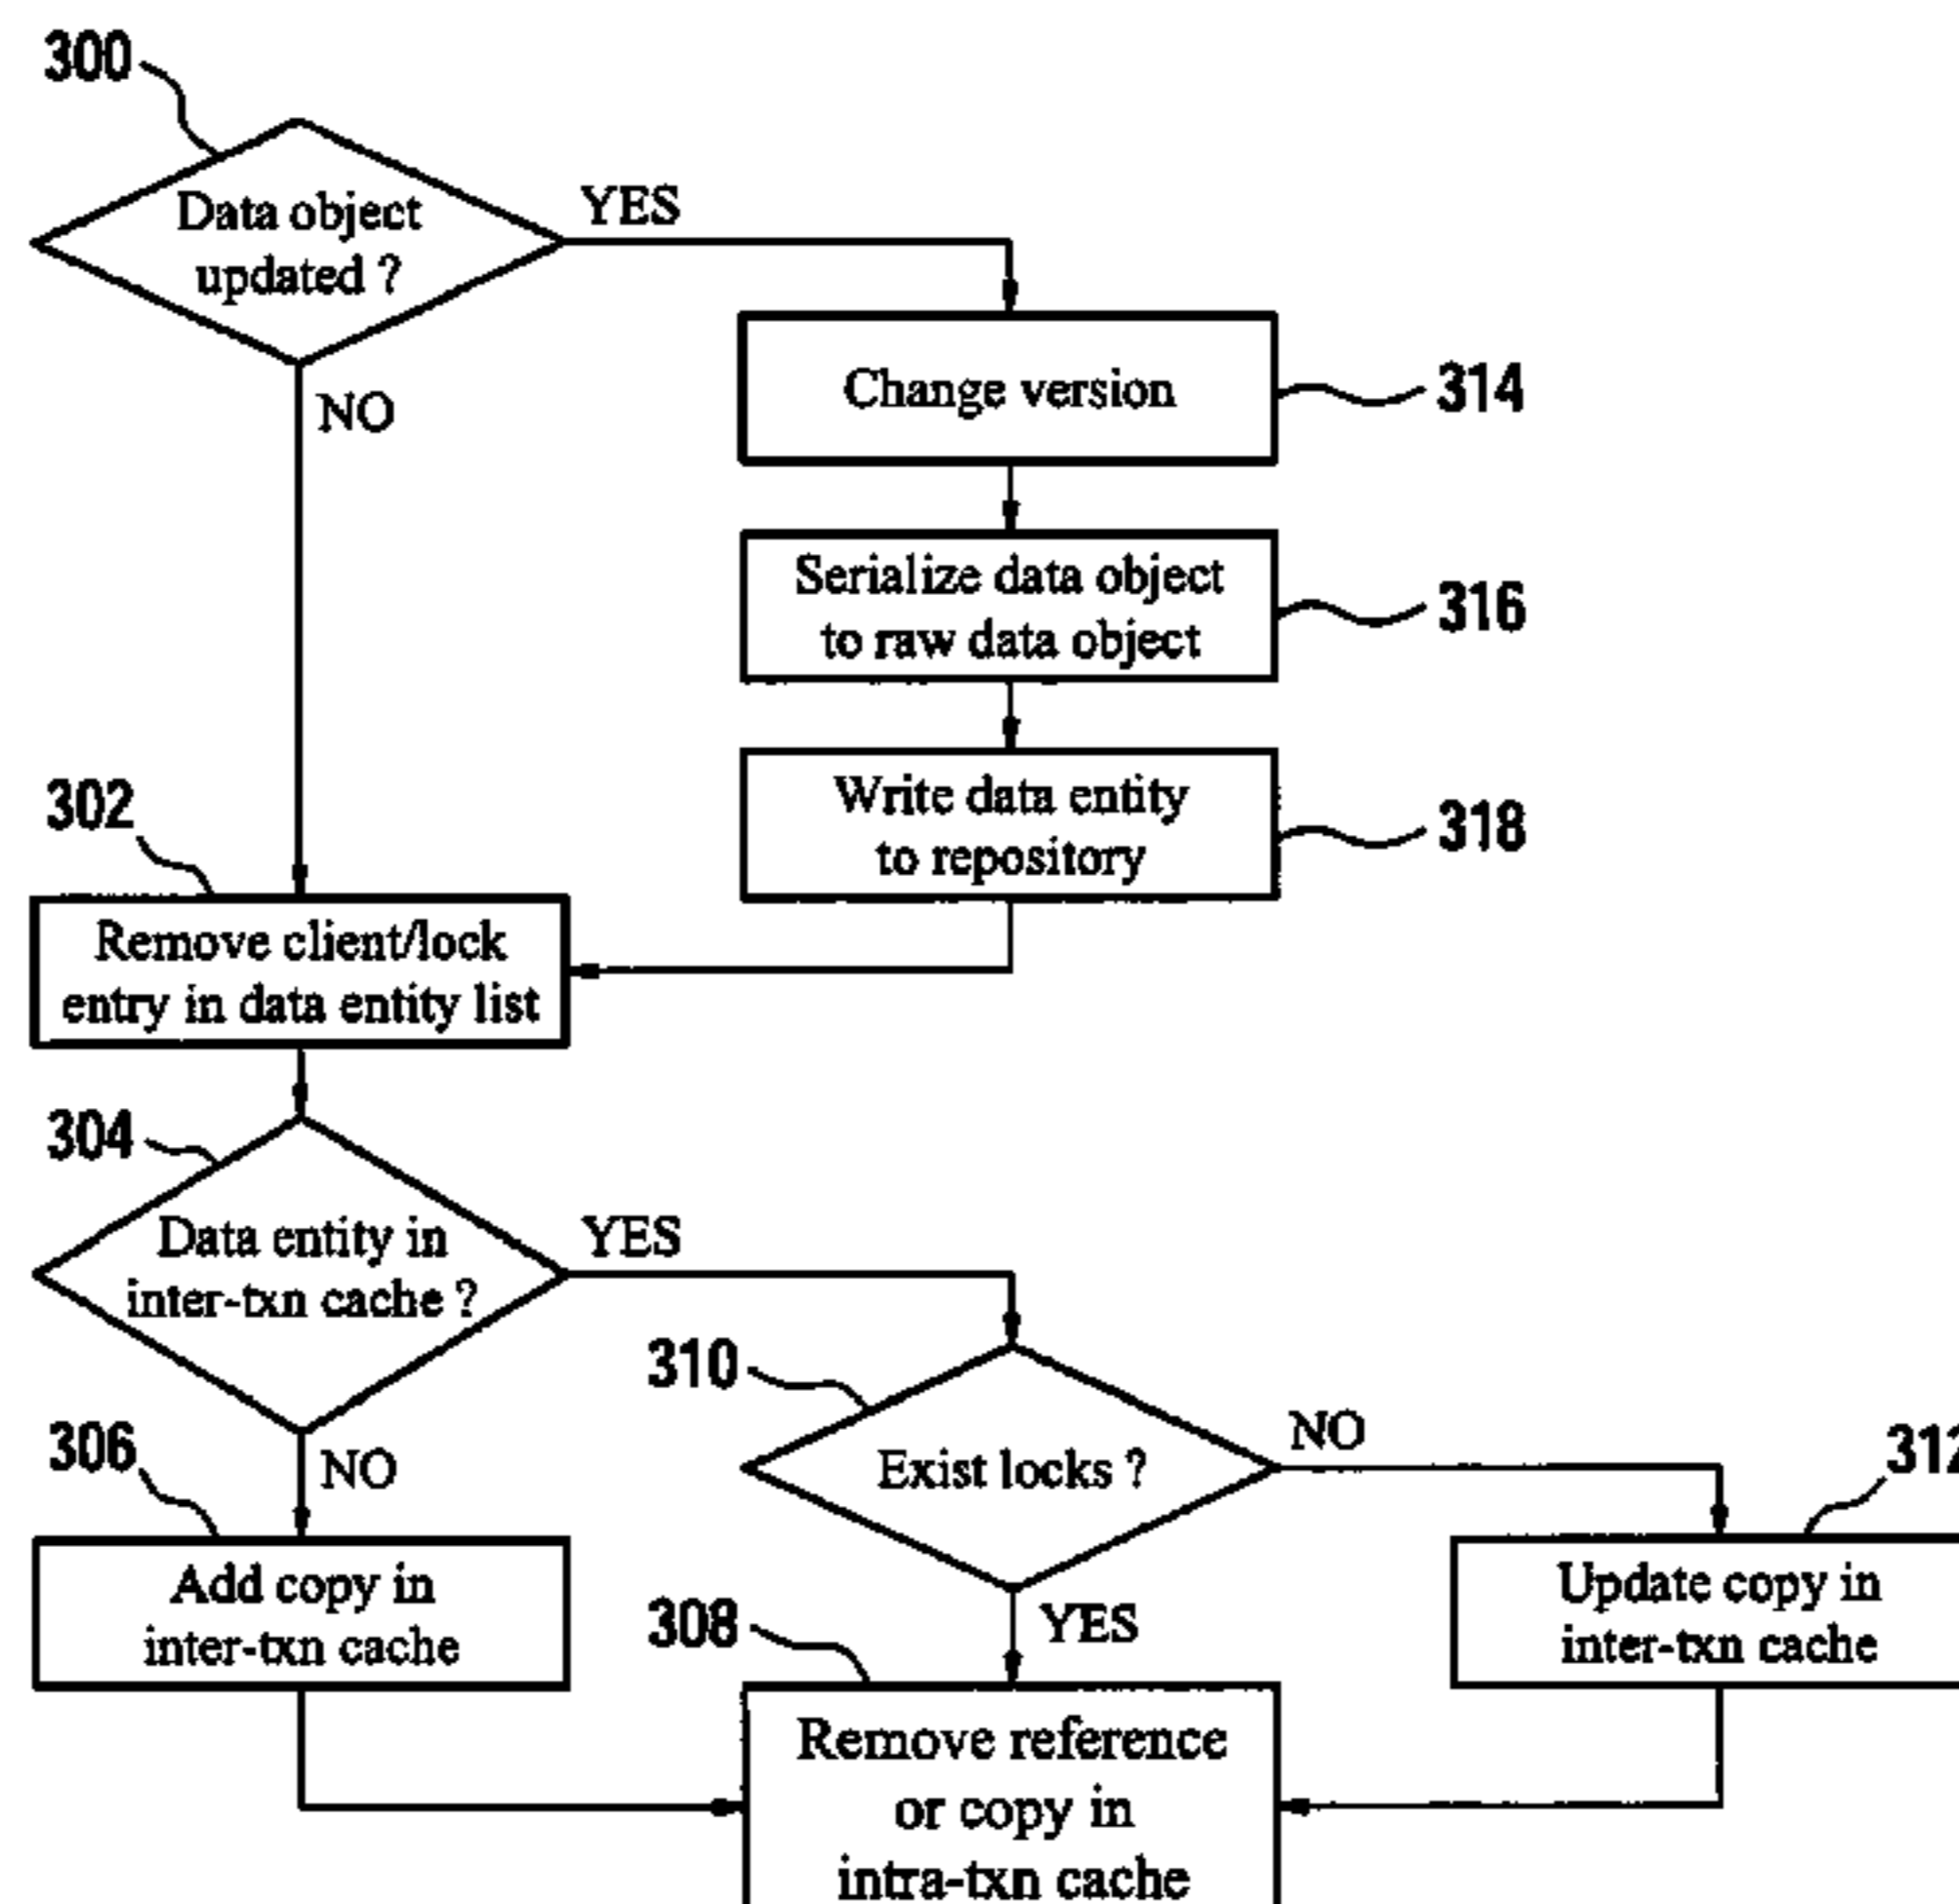 300
Data object
updated ?
YES
NO
Change version
314
Serialize data object
to raw data object
316
Write data entity
to repository
318
302
Remove client/lock
entry in data entity list
304
Data entity in
inter-txn cache ?
YES
NO
310
Exist locks ?
NO
YES
306
Add copy in
inter-txn cache
312
Update copy in
inter-txn cache
308
Remove reference
or copy in
intra-txn cache